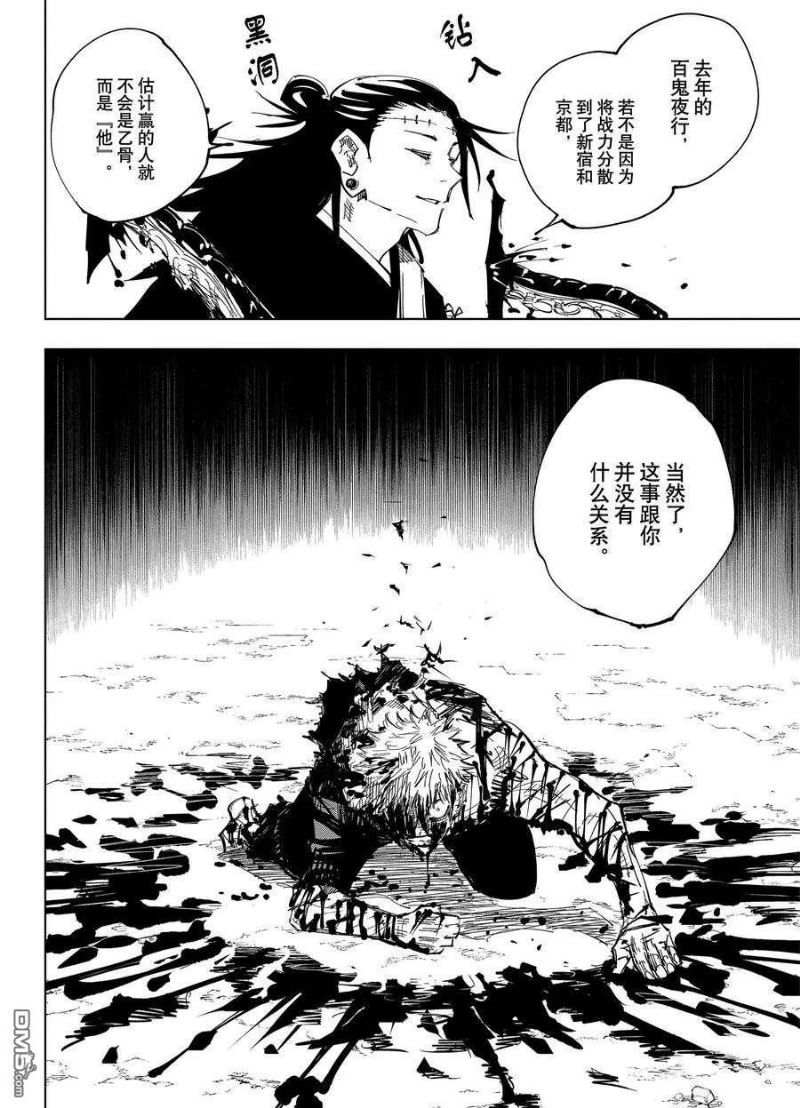 去年的
百鬼夜行，
若不是因为
将战力分散
到了新宿和
京都，
钻入
黑洞
估计赢的人就
不会是乙骨，
而是『他』。
当然了，
这事跟你
并没有
什么关系。
DM5.com